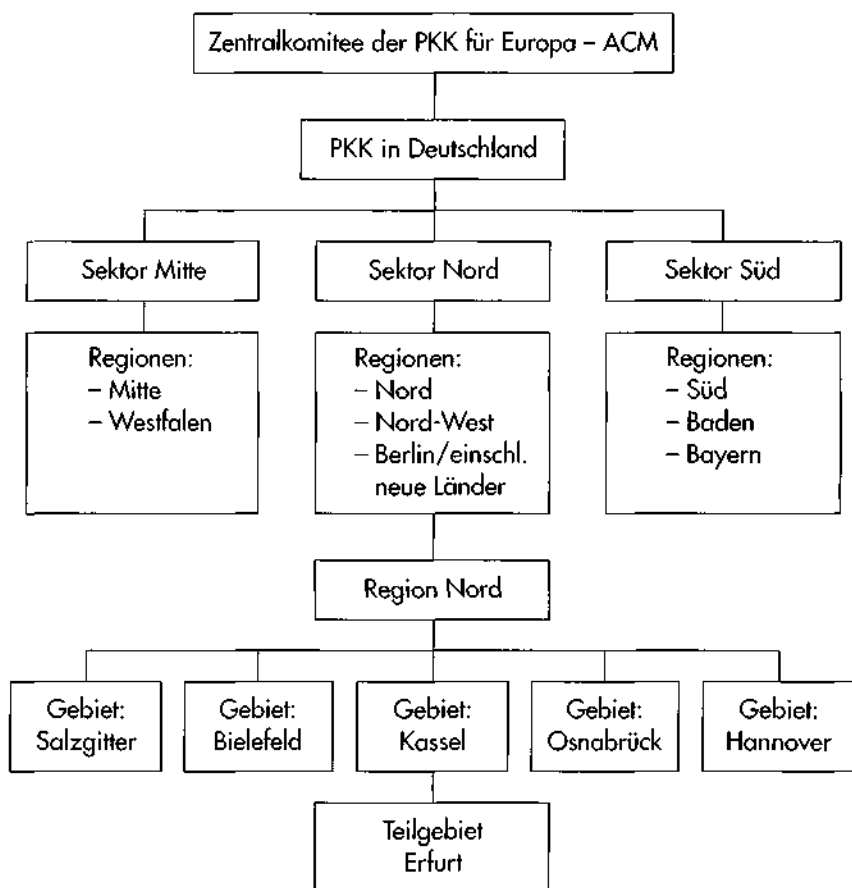 Zentralkomitee der PKK für Europa – ACM
PKK in Deutschland
Sektor Mitte
Sektor Nord
Sektor Süd
Regionen:
– Mitte
– Westfalen
Regionen:
– Nord
– Nord-West
– Berlin/einschl.
neue Länder
Regionen:
– Süd
– Baden
– Bayern
Region Nord
Gebiet:
Salzgitter
Gebiet:
Bielefeld
Gebiet:
Kassel
Gebiet:
Osnabrück
Gebiet:
Hannover
Teilgebiet
Erfurt